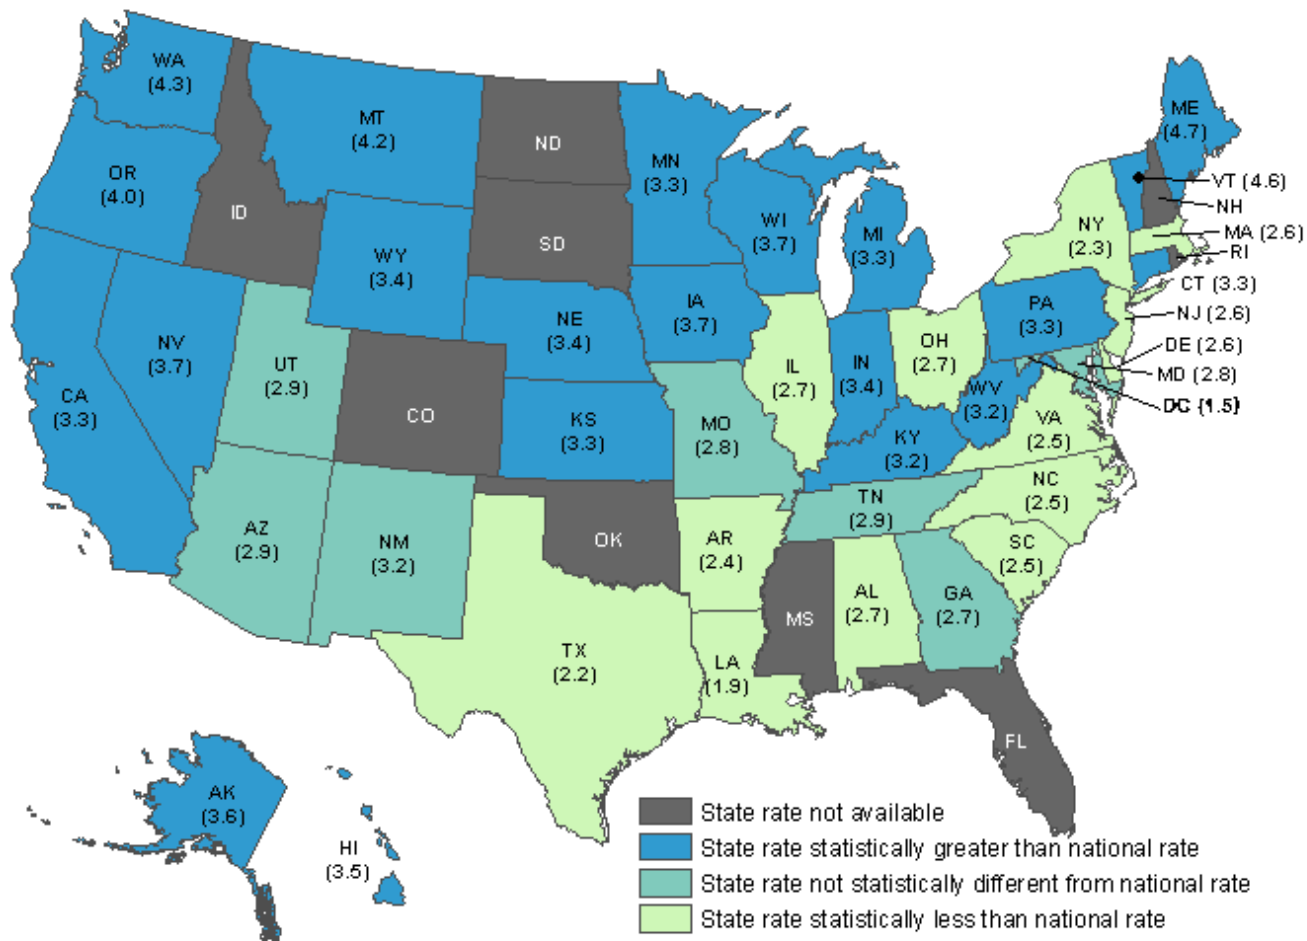 WA
(4.3)
MT
(4.2)
ND
MN
(3.3)
ME
(4.7)
OR
(4.0)
ID
SD
WI
(3.7)
MI
(3.3)
VT (4.6)
NH
NY
(2.3)
MA (2.6)
RI
WY
(3.4)
IA
(3.7)
PA
(3.3)
CT (3.3)
NJ (2.6)
NE
(3.4)
NV
(3.7)
UT
(2.9)
IL
(2.7)
IN
(3.4)
OH
(2.7)
DE (2.6)
MD (2.8)
DC (1.5)
CA
(3.3)
CO
KS
(3.3)
MO
(2.8)
WV
(3.2)
VA
(2.5)
KY
(3.2)
NC
(2.5)
TN
(2.9)
AZ
(2.9)
NM
(3.2)
OK
AR
(2.4)
SC
(2.5)
MS
AL
(2.7)
GA
(2.7)
TX
(2.2)
LA
(1.9)
FL
AK
(3.6)
HI
(3.5)
State rate not available
State rate statistically greater than national rate
State rate not statistically different from national rate
State rate statistically less than national rate